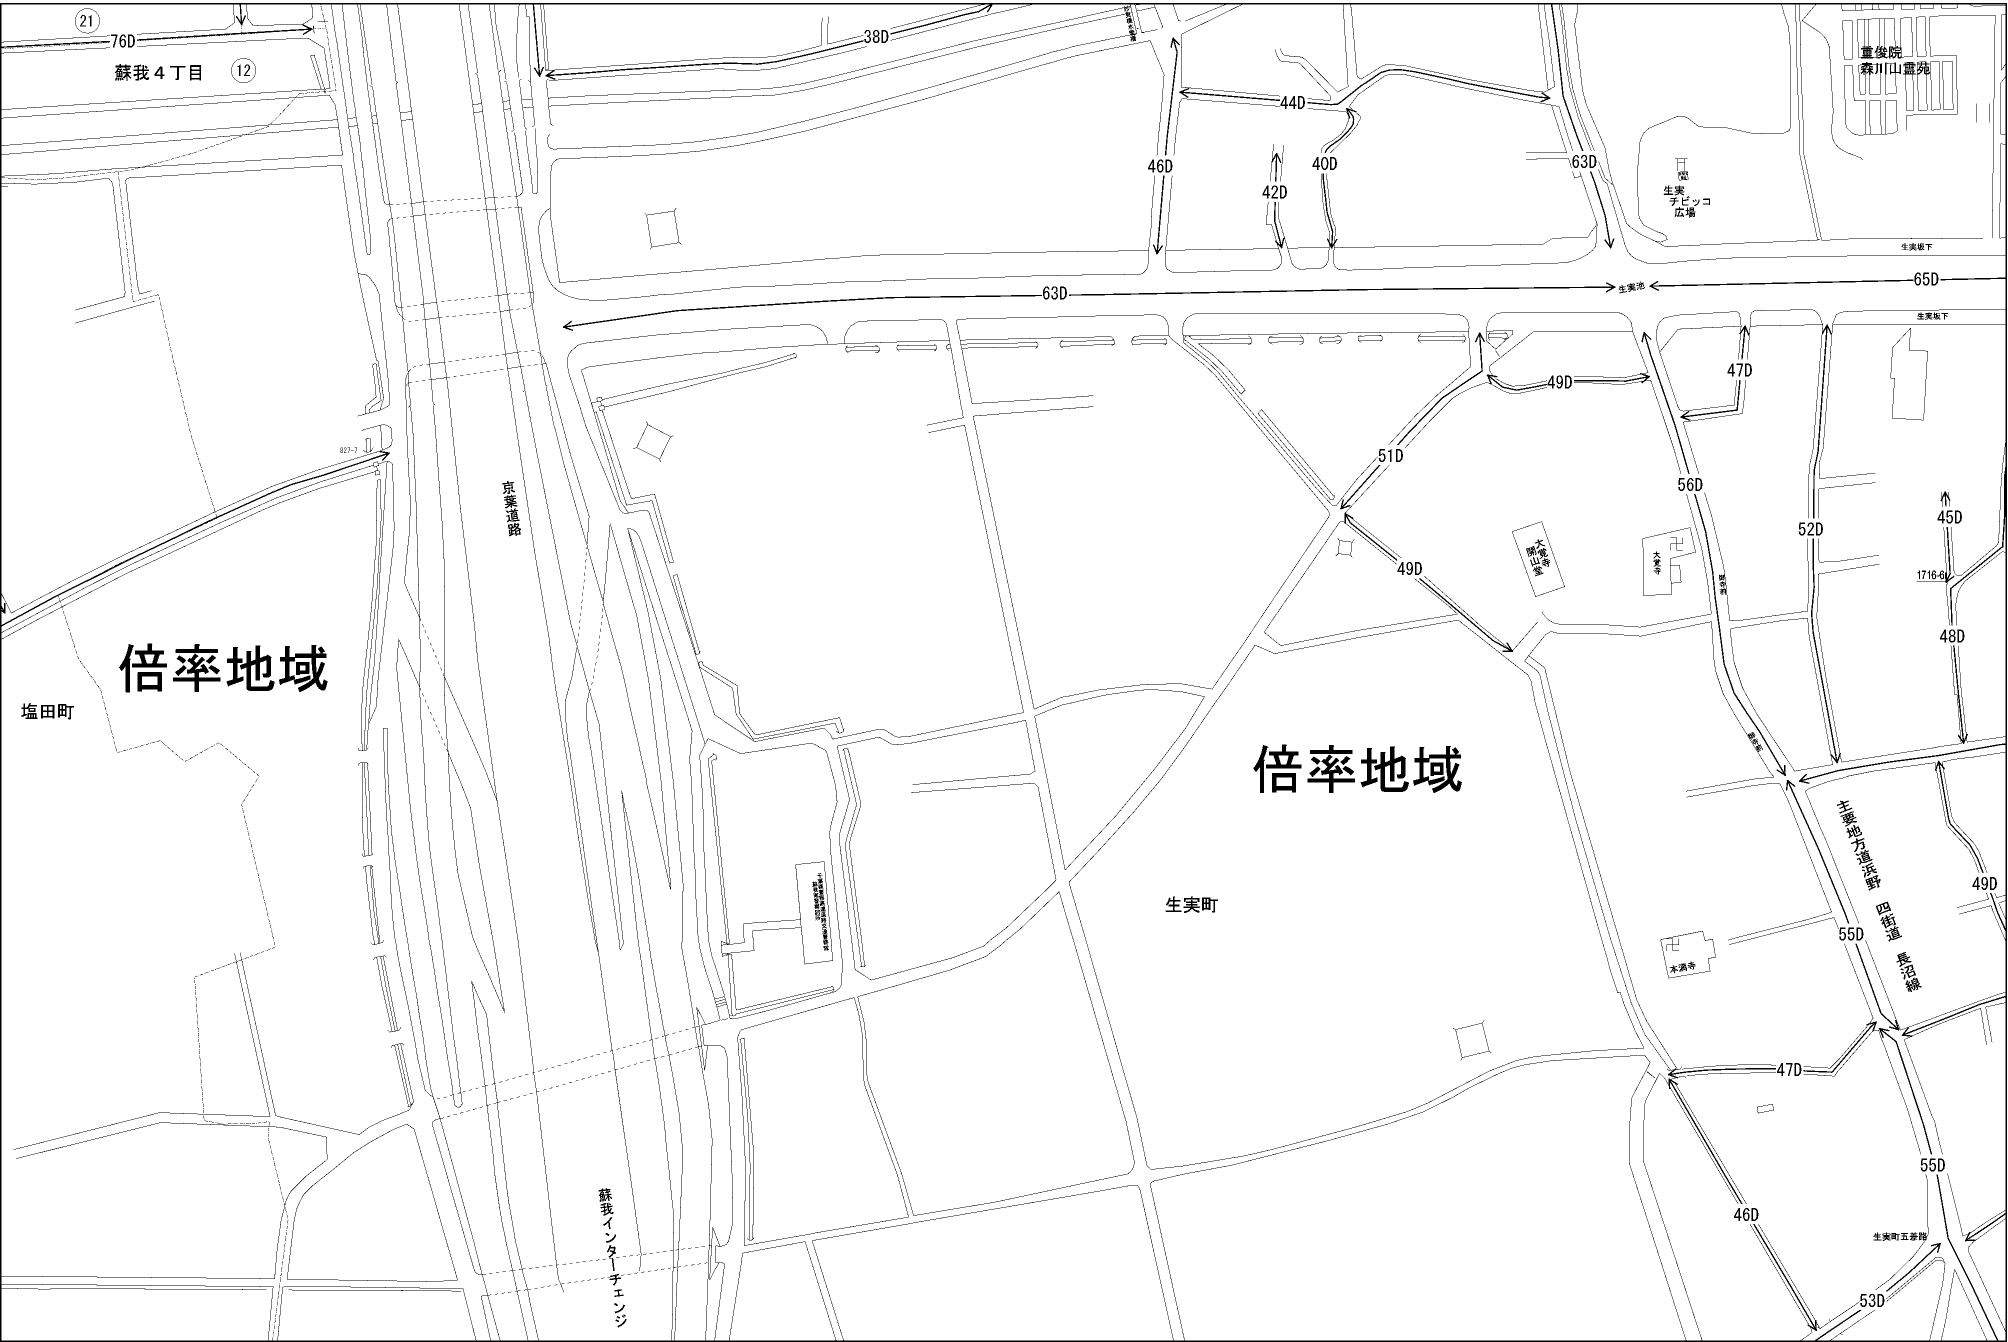 21
76D
蘇我４丁目
12
38D
44D
重俊院
森川山霊苑
46D
42D
40D
63D
生実
チビッコ
広場
生実坂下
63D
生実池
65D
生実坂下
47D
49D
51D
827-7
56D
京葉道路
52D
45D
大覚寺
開山堂
大覚寺
49D
1716-6
48D
倍率地域
塩田町
倍率地域
主要地方道浜野　四街道　長沼線
49D
生実町
55D
本満寺
47D
55D
46D
蘇我インターチェンジ
生実町五差路
53D